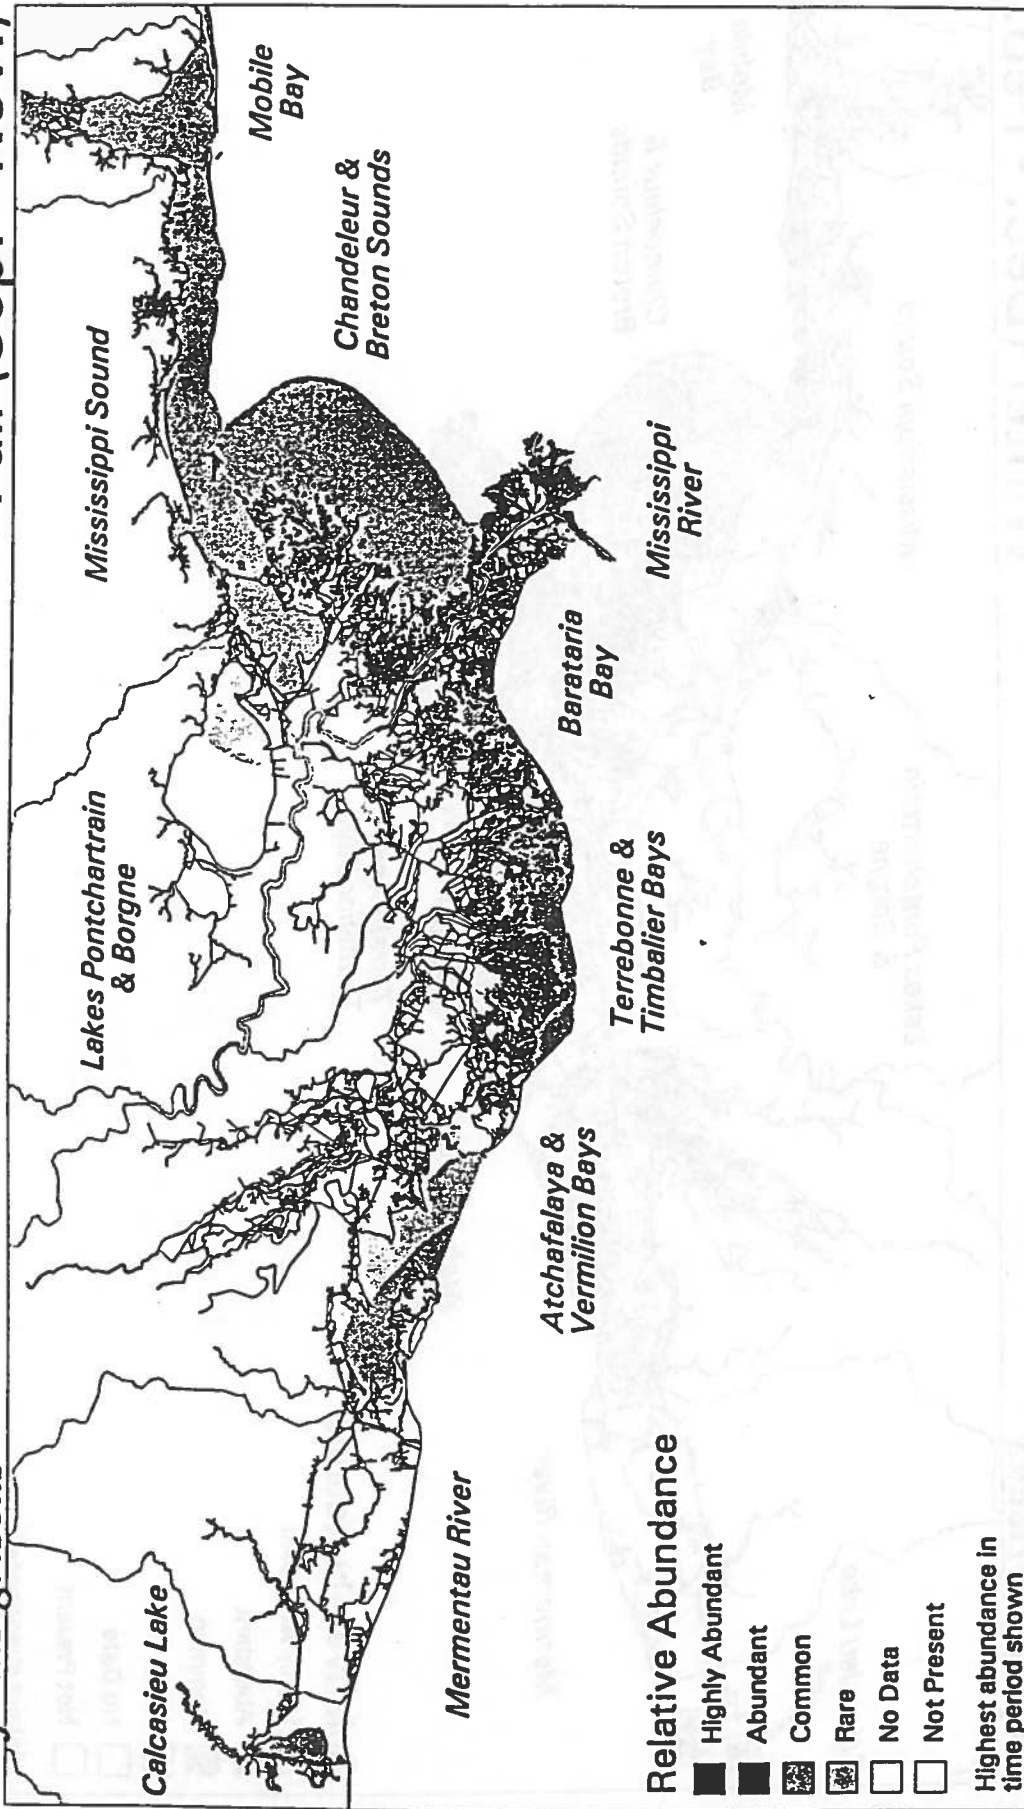 Calcasieu Lake
Mermentau River
Atchafalaya &
Vermilion Bays
Terrebonne &
Timbalier Bays
Lakes Pontchartrain
& Borgne
Barataria
Bay
Mississippi
River
Mississippi Sound
Chandeleur &
Breton Sounds
Mobile
Bay
Relative Abundance
Highly Abundant
Abundant
Common
Rare
No Data
Not Present
Highest abundance in
time period shown